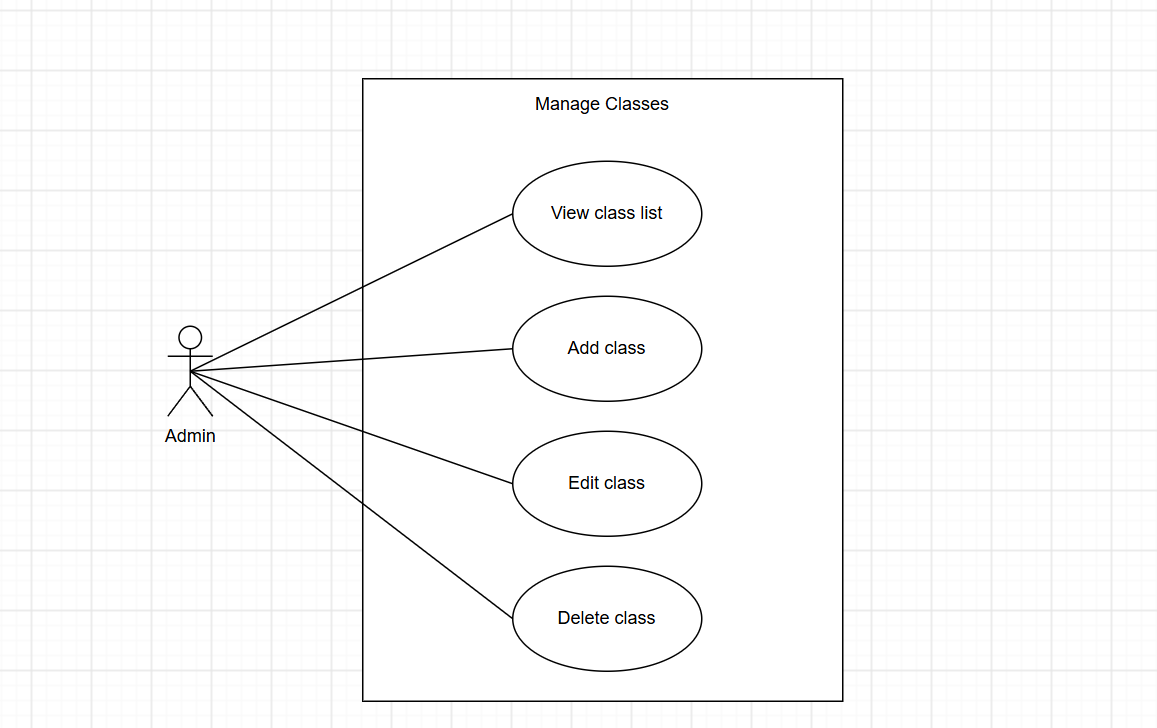 Manage Classes
View class list
Add class
Edit class
Delete class
Admin